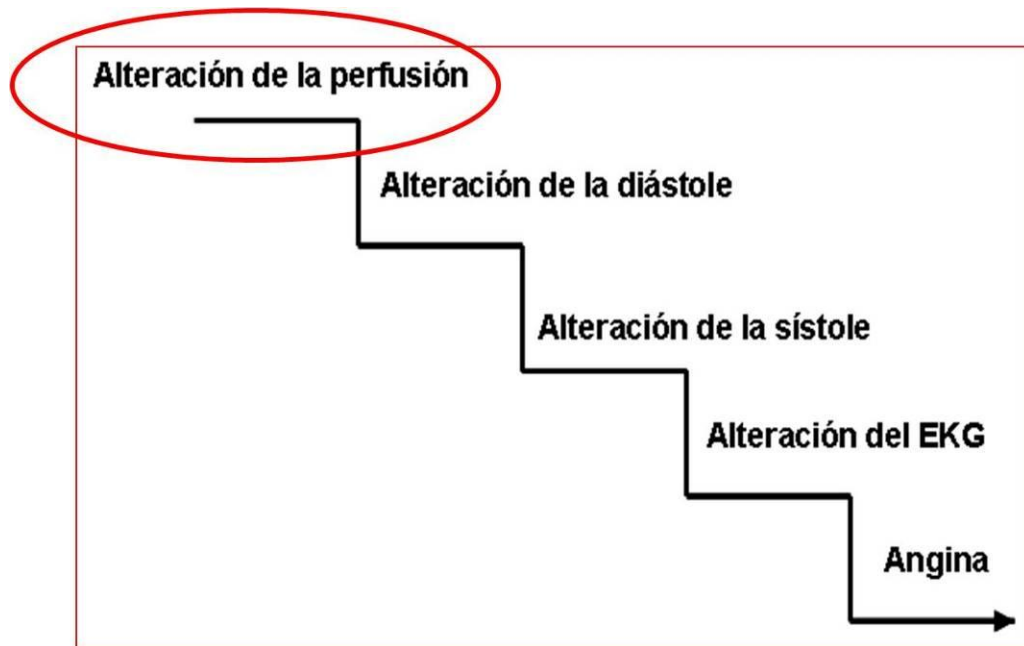 Alteración de la perfusión
Alteración de la diástole
Alteración de la sístole
Alteración del EKG
Angina